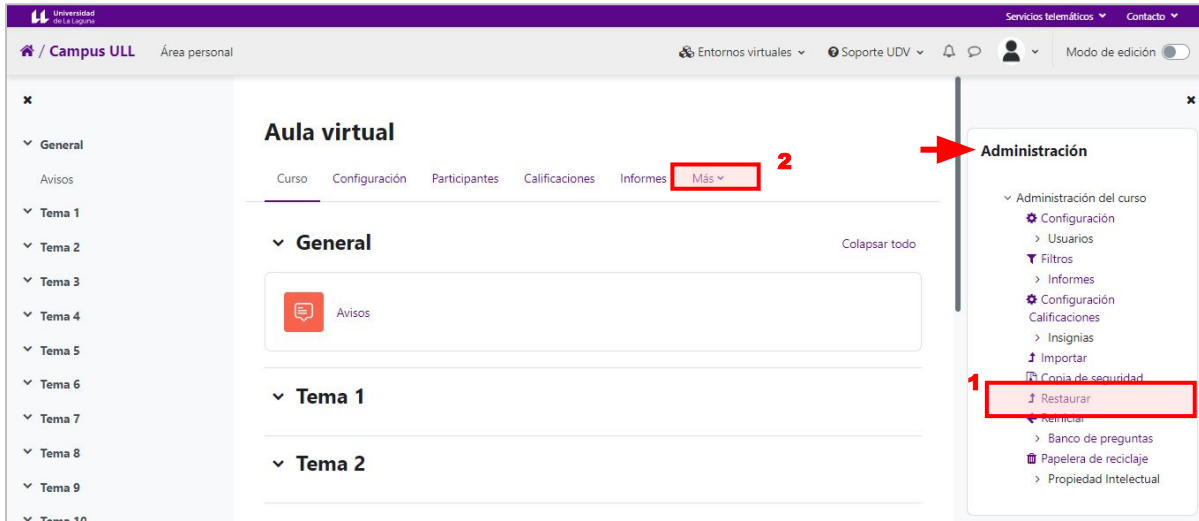 Universidad
de La Laguna
Servicios telemáticos
Contacto
/ Campus ULL
Área personal
Entornos virtuales
Soporte UDV
Modo de edición
General
Avisos
Tema 1
Tema 2
Tema 3
Tema 4
Tema 5
Tema 6
Tema 7
Tema 8
Tema 9
Tema 10
Aula virtual
Curso
Configuración
Participantes
Calificaciones
Informes
Más
2
General
Colapsar todo
Avisos
Tema 1
Tema 2
Administración
Administración del curso
Configuración
Usuarios
Filtros
Informes
Configuración
Calificaciones
Insignias
Importar
Copia de seguridad
1
Restaurar
Reiniciar
Banco de preguntas
Papelera de reciclaje
Propiedad Intelectual